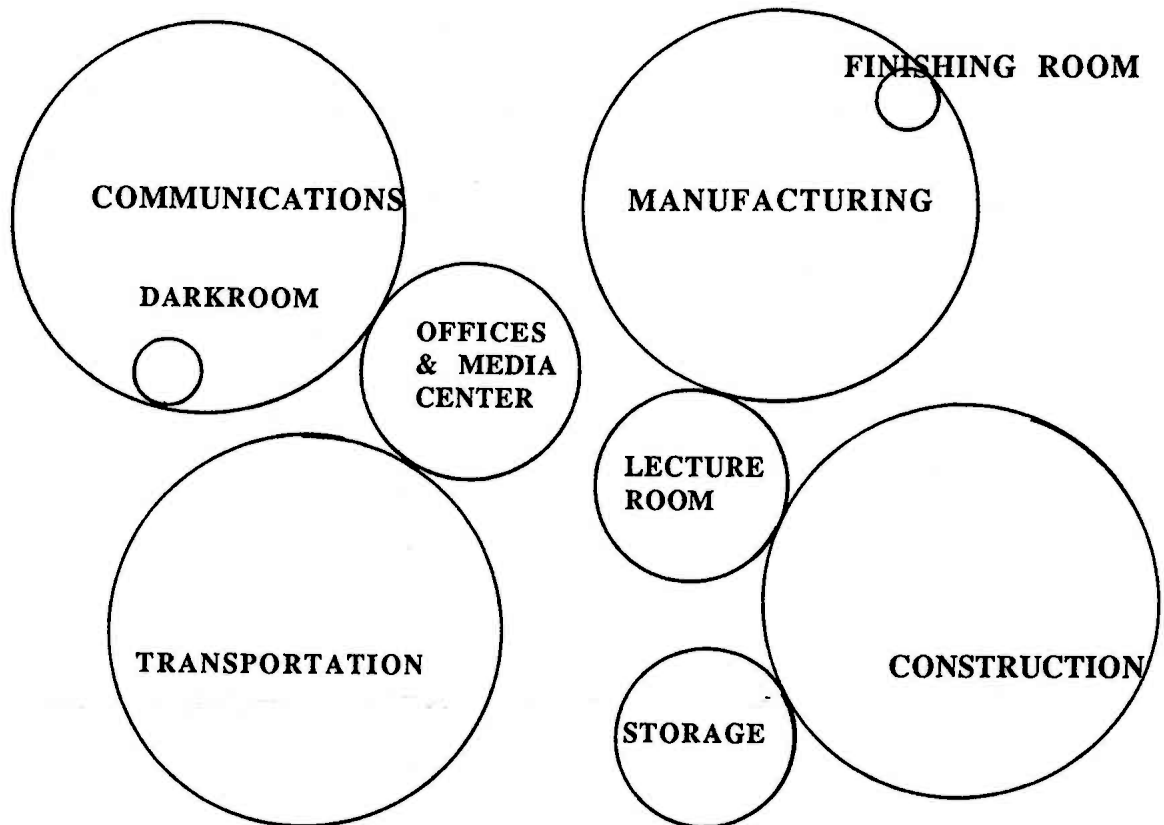 FINISHING ROOM
COMMUNICATIONS
MANUFACTURING
DARKROOM
OFFICES
& MEDIA
CENTER
LECTURE
ROOM
TRANSPORTATION
CONSTRUCTION
STORAGE